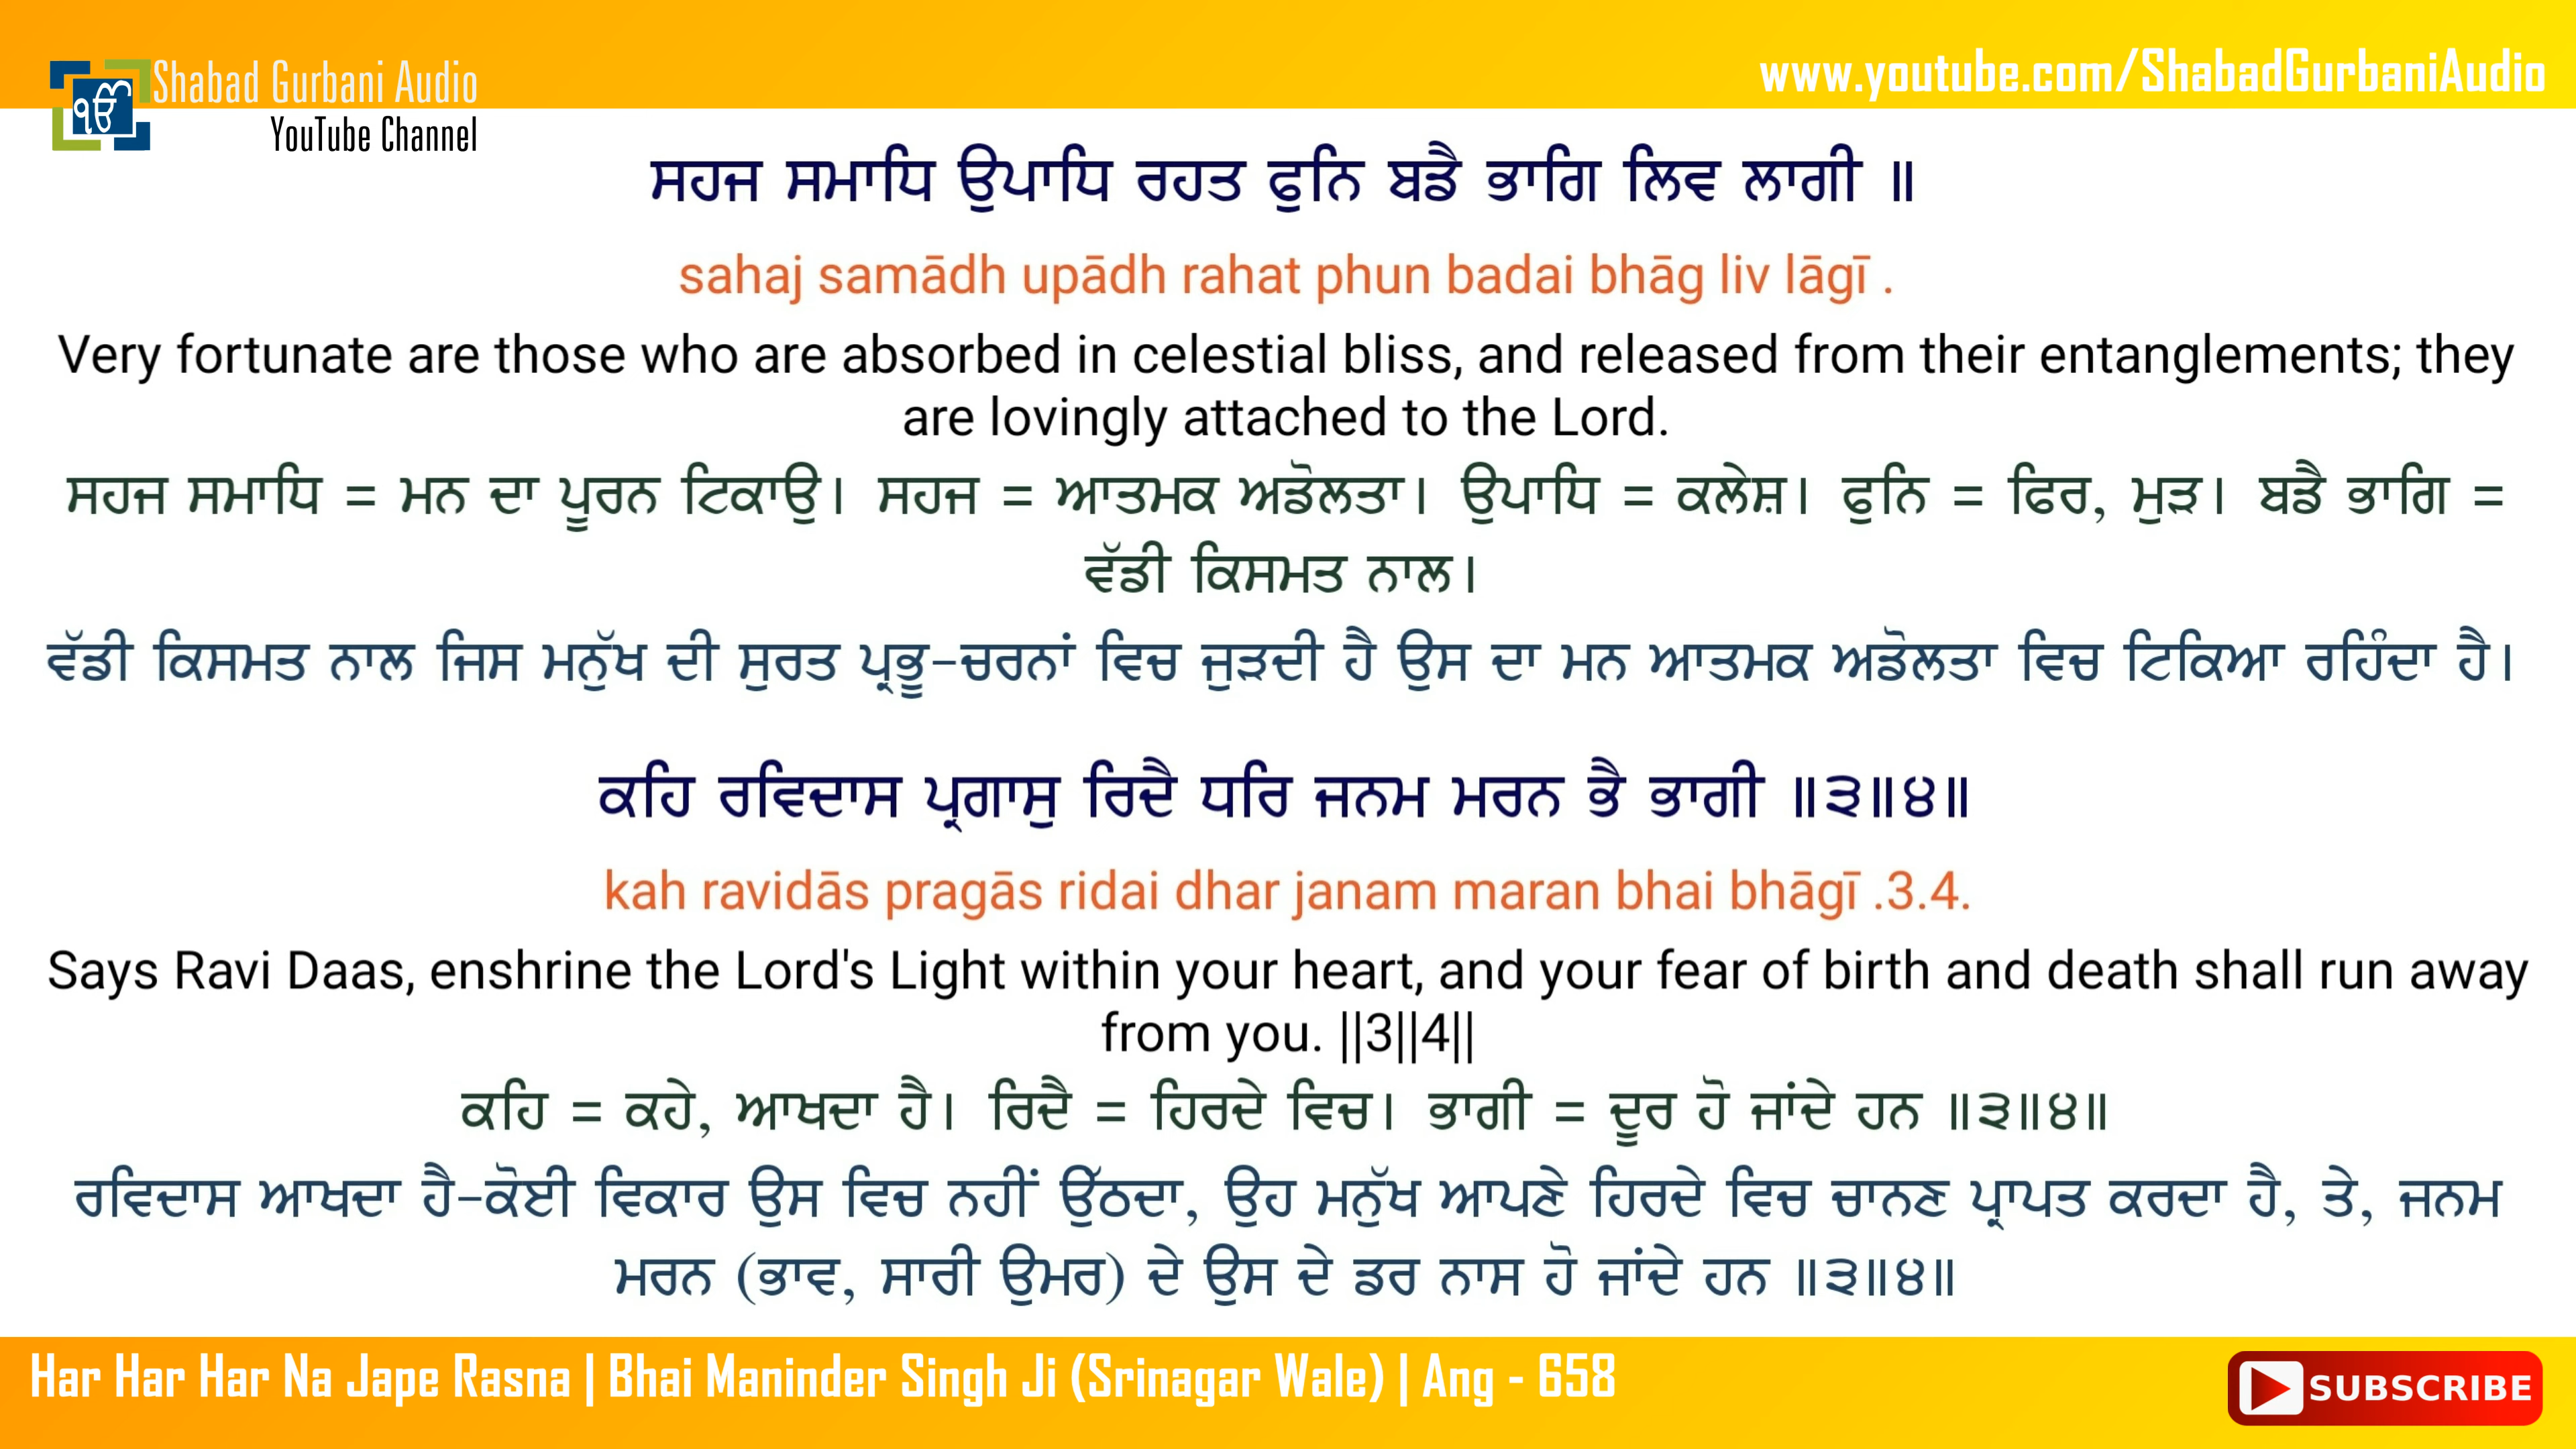 Shabad Gurbani Audio
YouTube Channel
www.youtube.com/ShabadGurbaniAudio
ੴ
ਸਹਜ ਸਮਾਧਿ ਉਪਾਧਿ ਰਹਤ ਫੁਨਿ ਬਡੈ ਭਾਗਿ ਲਿਵ ਲਾਗੀ ॥
sahaj samādh upādh rahat phun badai bhāg liv lāgī .
Very fortunate are those who are absorbed in celestial bliss, and released from their entanglements; they
are lovingly attached to the Lord.
ਸਹਜ ਸਮਾਧਿ = ਮਨ ਦਾ ਪੂਰਨ ਟਿਕਾਉ। ਸਹਜ = ਆਤਮਕ ਅਡੋਲਤਾ। ਉਪਾਧਿ = ਕਲੇਸ਼। ਫੁਨਿ = ਫਿਰ, ਮੁੜ। ਬਡੈ ਭਾਗਿ =
ਵੱਡੀ ਕਿਸਮਤ ਨਾਲ।
ਵੱਡੀ ਕਿਸਮਤ ਨਾਲ ਜਿਸ ਮਨੁੱਖ ਦੀ ਸੁਰਤ ਪ੍ਰਭੂ-ਚਰਨਾਂ ਵਿਚ ਜੁੜਦੀ ਹੈ ਉਸ ਦਾ ਮਨ ਆਤਮਕ ਅਡੋਲਤਾ ਵਿਚ ਟਿਕਿਆ ਰਹਿੰਦਾ ਹੈ।
ਕਹਿ ਰਵਿਦਾਸ ਪ੍ਰਗਾਸੁ ਰਿਦੈ ਧਰਿ ਜਨਮ ਮਰਨ ਭੈ ਭਾਗੀ ॥੩॥੪॥
kah ravidās pragās ridai dhar janam maran bhai bhāgī .3.4.
Says Ravi Daas, enshrine the Lord's Light within your heart, and your fear of birth and death shall run away
from you. ||3||4||
ਕਹਿ = ਕਹੇ, ਆਖਦਾ ਹੈ। ਰਿਦੈ = ਹਿਰਦੇ ਵਿਚ। ਭਾਗੀ = ਦੂਰ ਹੋ ਜਾਂਦੇ ਹਨ ॥੩॥੪॥
ਰਵਿਦਾਸ ਆਖਦਾ ਹੈ-ਕੋਈ ਵਿਕਾਰ ਉਸ ਵਿਚ ਨਹੀਂ ਉੱਠਦਾ, ਉਹ ਮਨੁੱਖ ਆਪਣੇ ਹਿਰਦੇ ਵਿਚ ਚਾਨਣ ਪ੍ਰਾਪਤ ਕਰਦਾ ਹੈ, ਤੇ, ਜਨਮ
ਮਰਨ (ਭਾਵ, ਸਾਰੀ ਉਮਰ) ਦੇ ਉਸ ਦੇ ਡਰ ਨਾਸ ਹੋ ਜਾਂਦੇ ਹਨ ॥੩॥੪॥
Har Har Har Na Jape Rasna | Bhai Maninder Singh Ji (Srinagar Wale) | Ang - 658
SUBSCRIBE